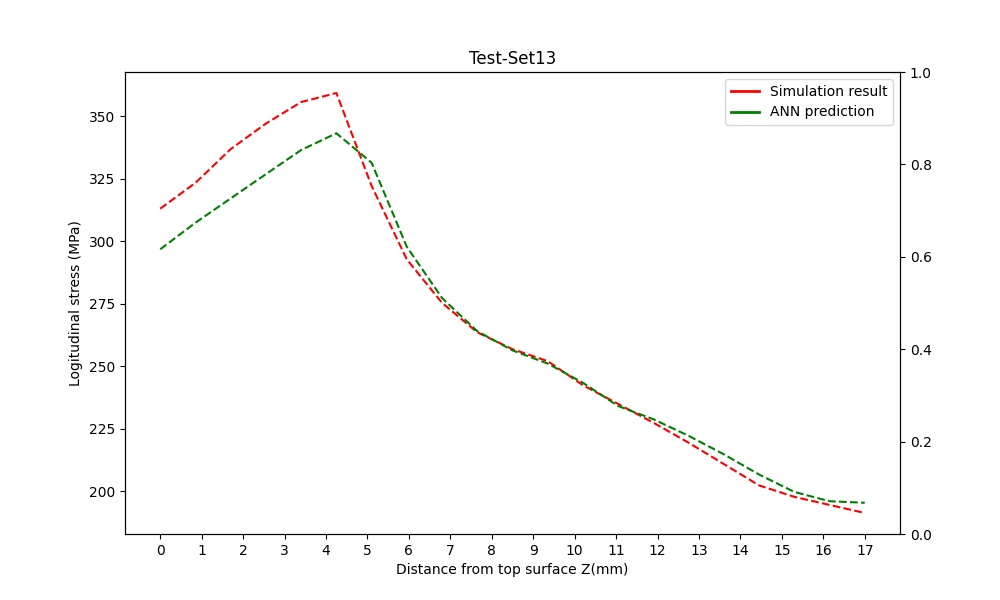 Test-Set13
Simulation result
ANN prediction
Logitudinal stress (MPa)
350
325
300
275
250
225
200
1.0
0.8
0.6
0.4
0.2
0.0
0 1 2 3 4 5 6 7 8 9 10 11 12 13 14 15 16 17
Distance from top surface Z(mm)